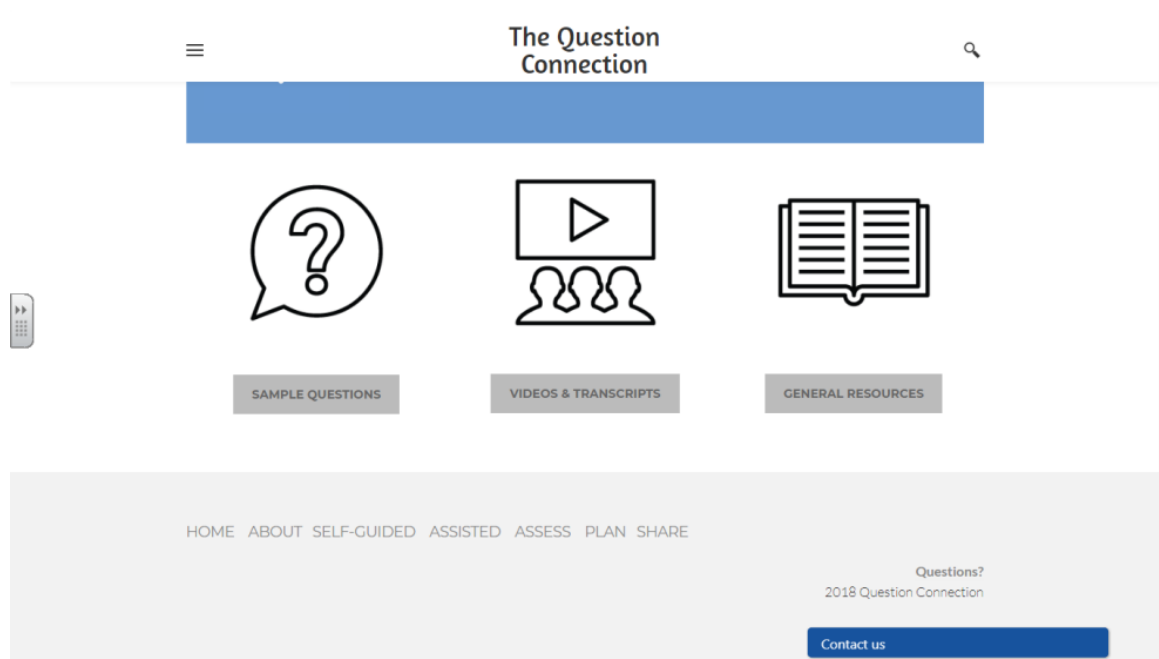 The Question
Connection
SAMPLE QUESTIONS
VIDEOS & TRANSCRIPTS
GENERAL RESOURCES
HOME ABOUT SELF-GUIDED ASSISTED ASSESS PLAN SHARE
Questions?
2018 Question Connection
Contact us